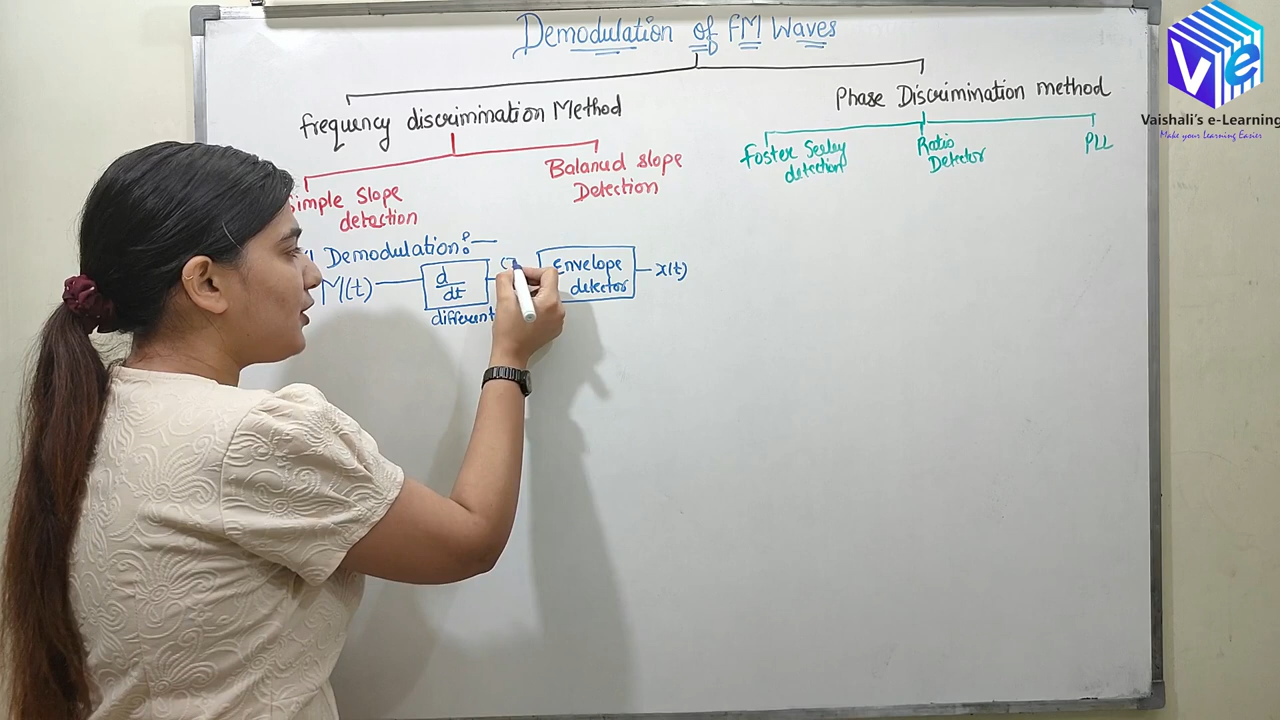 Demodulation of FM Waves
frequency discrimination Method
Phase Discrimination method
Simple Slope
detection
Balanced slope
Detection
Foster Seeley
detection
Ratio
Detector
PLL
Demodulation:-
M(t)
d
dt
different
Envelope
detector
x(t)
Ve
Vaishali's e-Learning
Make your Learning Easier